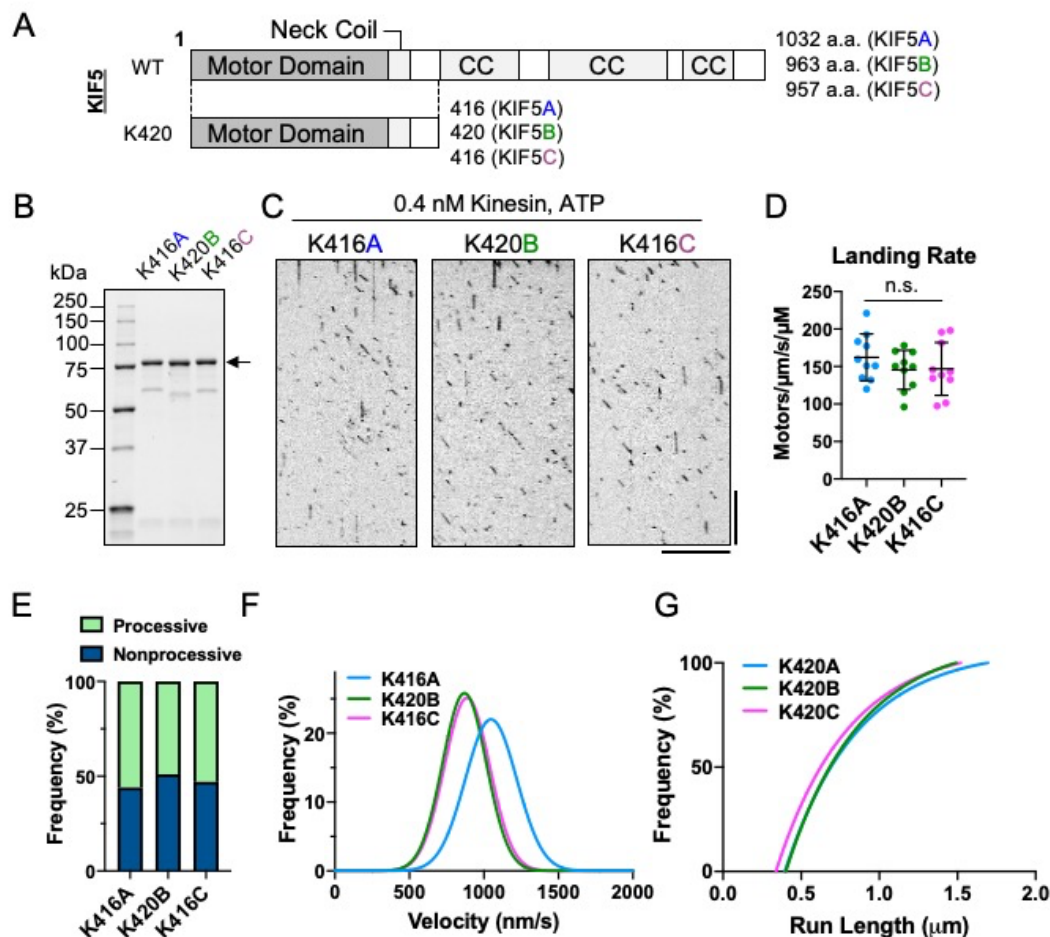 A
1
Neck Coil
KIF5
WT
Motor Domain
CC
CC
CC
1032 a.a. (KIF5A)
963 a.a. (KIF5B)
957 a.a. (KIF5C)
K420
Motor Domain
416 (KIF5A)
420 (KIF5B)
416 (KIF5C)
B
kDa
K416A
K420B
K416C
250
150
100
75
50
37
25
C
0.4 nM Kinesin, ATP
K416A
K420B
K416C
D
Landing Rate
n.s.
Motors/μm/s/μM
250
200
150
100
50
0
K416A
K420B
K416C
E
Processive
Nonprocessive
Frequency (%)
100
50
0
K416A
K420B
K416C
F
K416A
K420B
K416C
Frequency (%)
20
10
0
0 500 1000 1500 2000
Velocity (nm/s)
G
K420A
K420B
K420C
Frequency (%)
100
50
0
0.0 0.5 1.0 1.5 2.0
Run Length (μm)